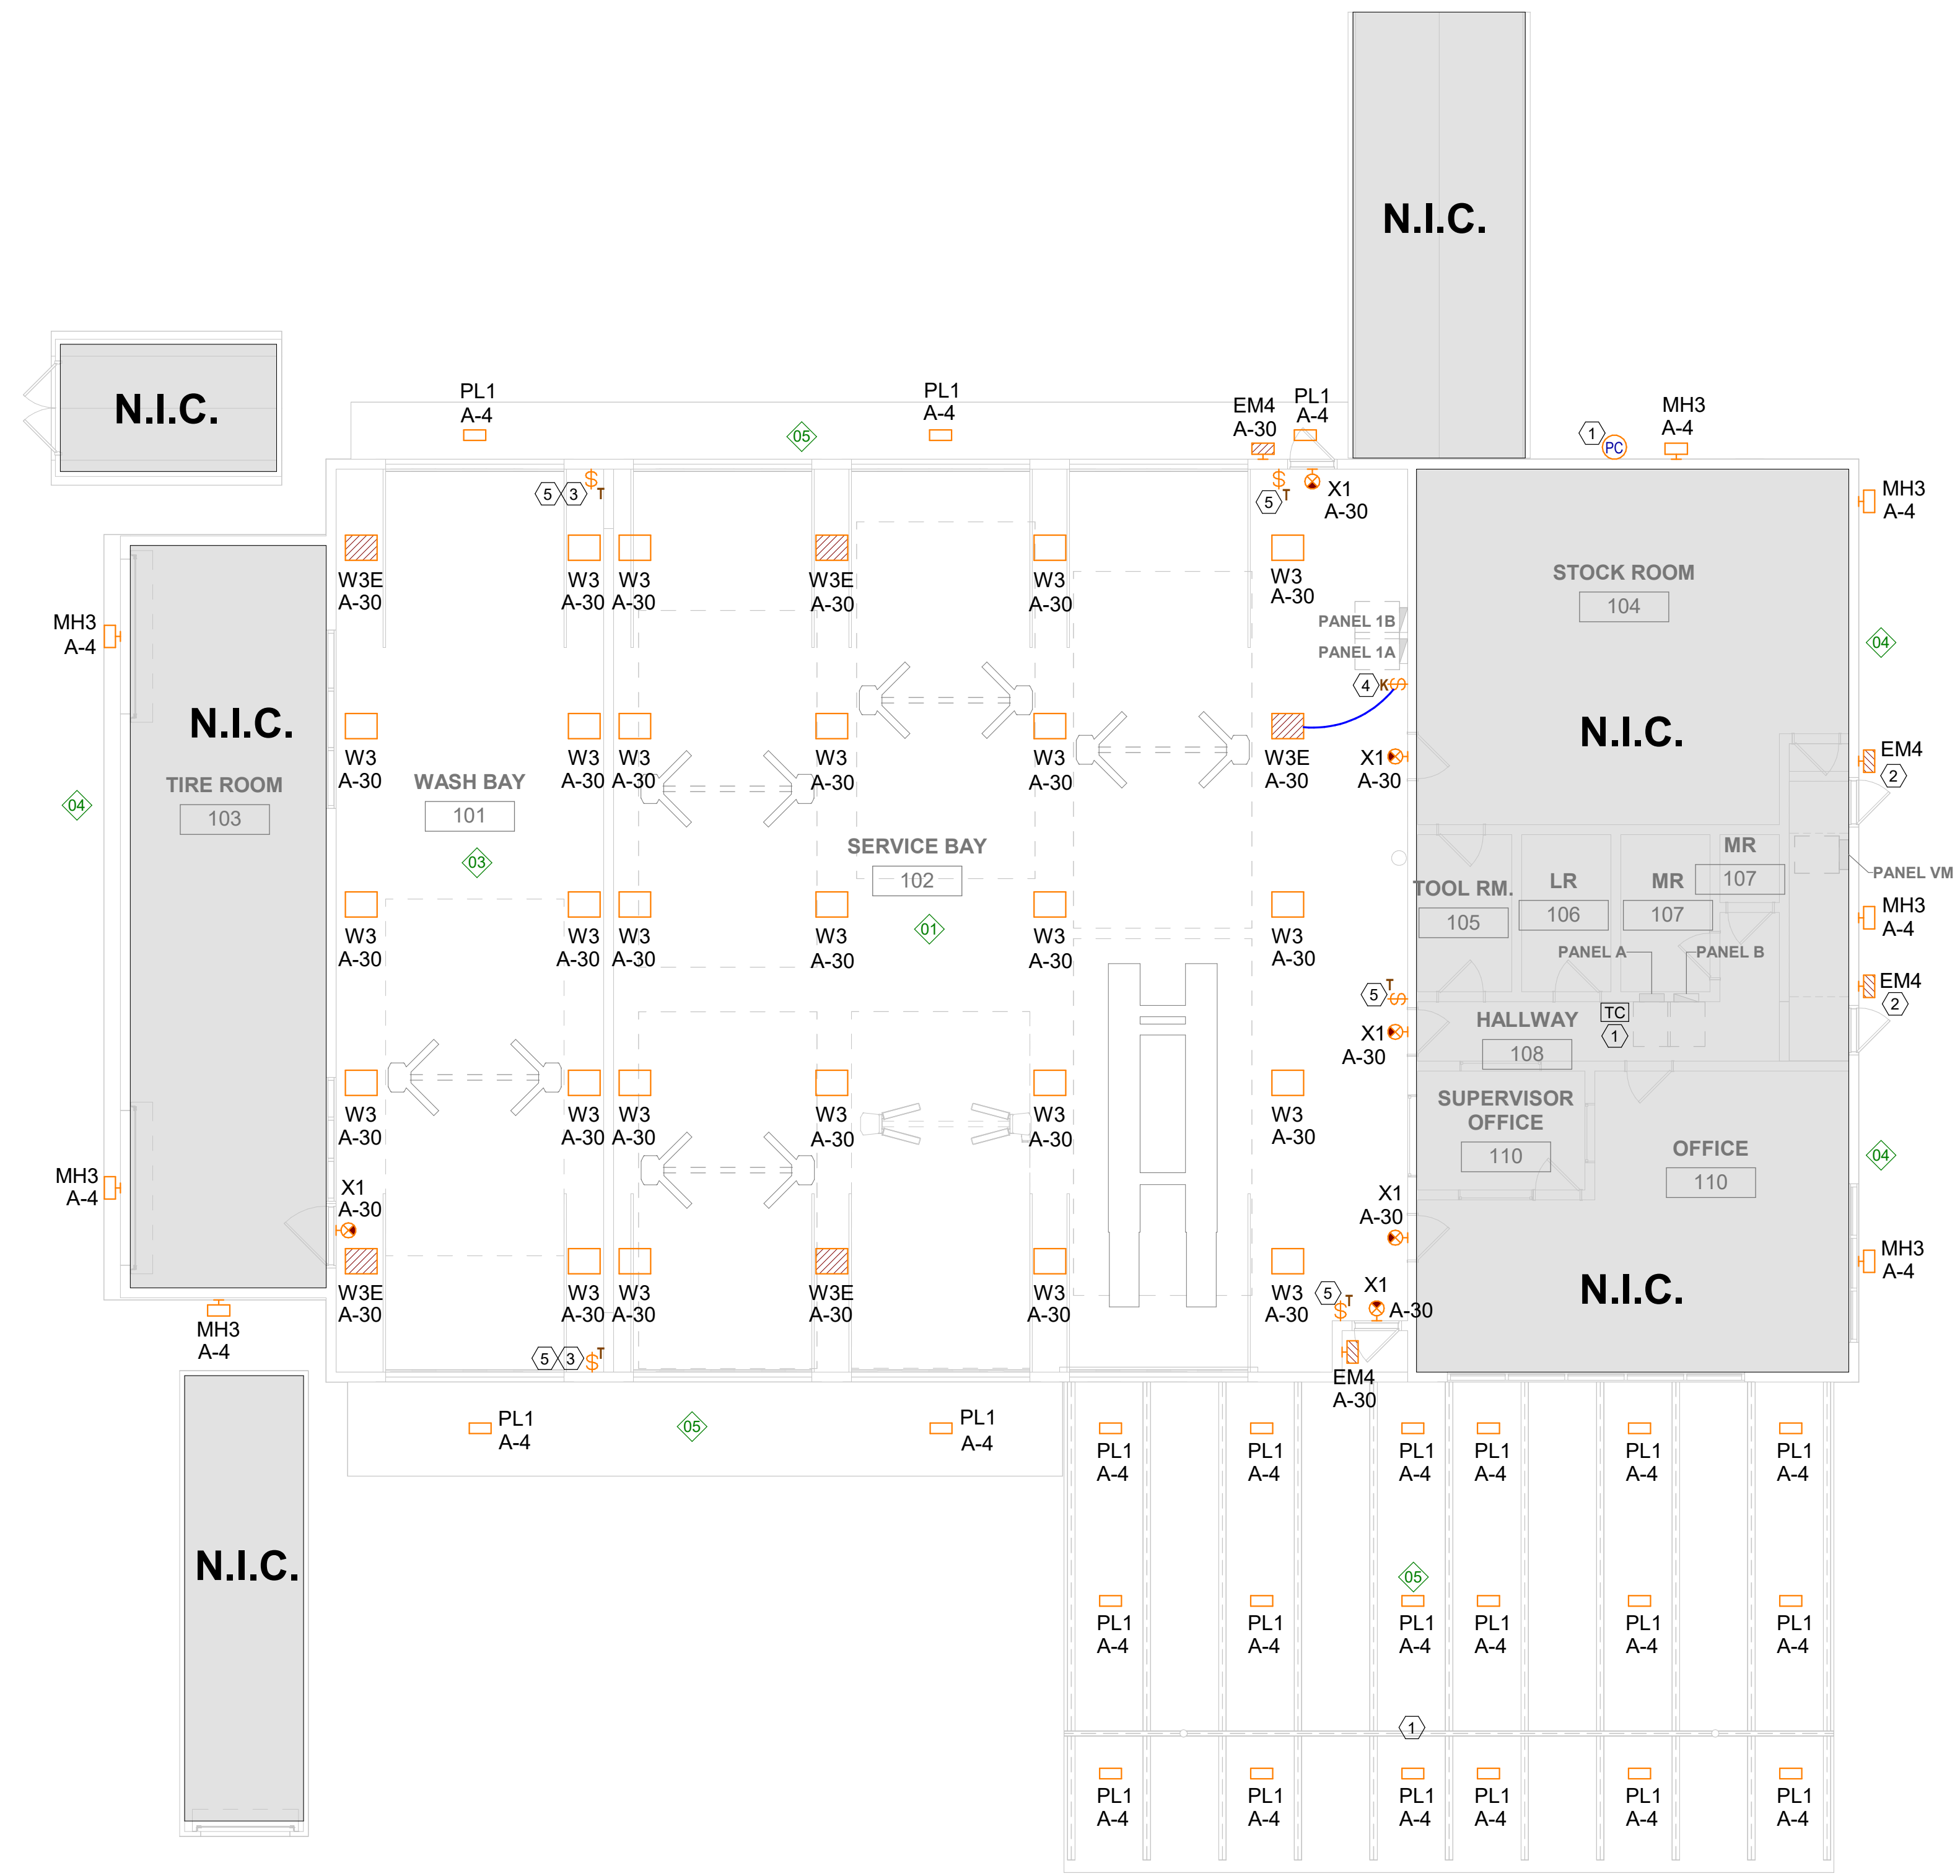 N.I.C.
N.I.C.
PL1
A-4
PL1
A-4
EM4
A-30
PL1
A-4
MH3
A-4
05
1
PC
5
3
$
T
$
T
5
X1
A-30
MH3
A-4
W3E
A-30
W3
A-30
W3
A-30
W3E
A-30
W3
A-30
W3
A-30
STOCK ROOM
104
MH3
A-4
PANEL 1B
PANEL 1A
04
4
K
$
N.I.C.
N.I.C.
W3
A-30
W3
A-30
W3
A-30
W3
A-30
W3
A-30
W3E
A-30
X1
A-30
EM4
2
TIRE ROOM
103
04
WASH BAY
101
03
SERVICE BAY
102
01
MR
107
PANEL VM
TOOL RM.
105
LR
106
MR
107
MH3
A-4
W3
A-30
W3
A-30
W3
A-30
W3
A-30
W3
A-30
W3
A-30
PANEL A
PANEL B
EM4
2
5
T
$
TC
1
X1
A-30
HALLWAY
108
W3
A-30
W3
A-30
W3
A-30
W3
A-30
W3
A-30
W3
A-30
SUPERVISOR
OFFICE
110
OFFICE
110
04
MH3
A-4
X1
A-30
X1
A-30
MH3
A-4
W3E
A-30
W3
A-30
W3
A-30
W3E
A-30
W3
A-30
W3
A-30
N.I.C.
5
T
$
X1
A-30
MH3
A-4
5
3
$
T
EM4
A-30
PL1
A-4
05
PL1
A-4
PL1
A-4
PL1
A-4
PL1
A-4
PL1
A-4
PL1
A-4
PL1
A-4
N.I.C.
05
PL1
A-4
PL1
A-4
PL1
A-4
PL1
A-4
PL1
A-4
PL1
A-4
1
PL1
A-4
PL1
A-4
PL1
A-4
PL1
A-4
PL1
A-4
PL1
A-4